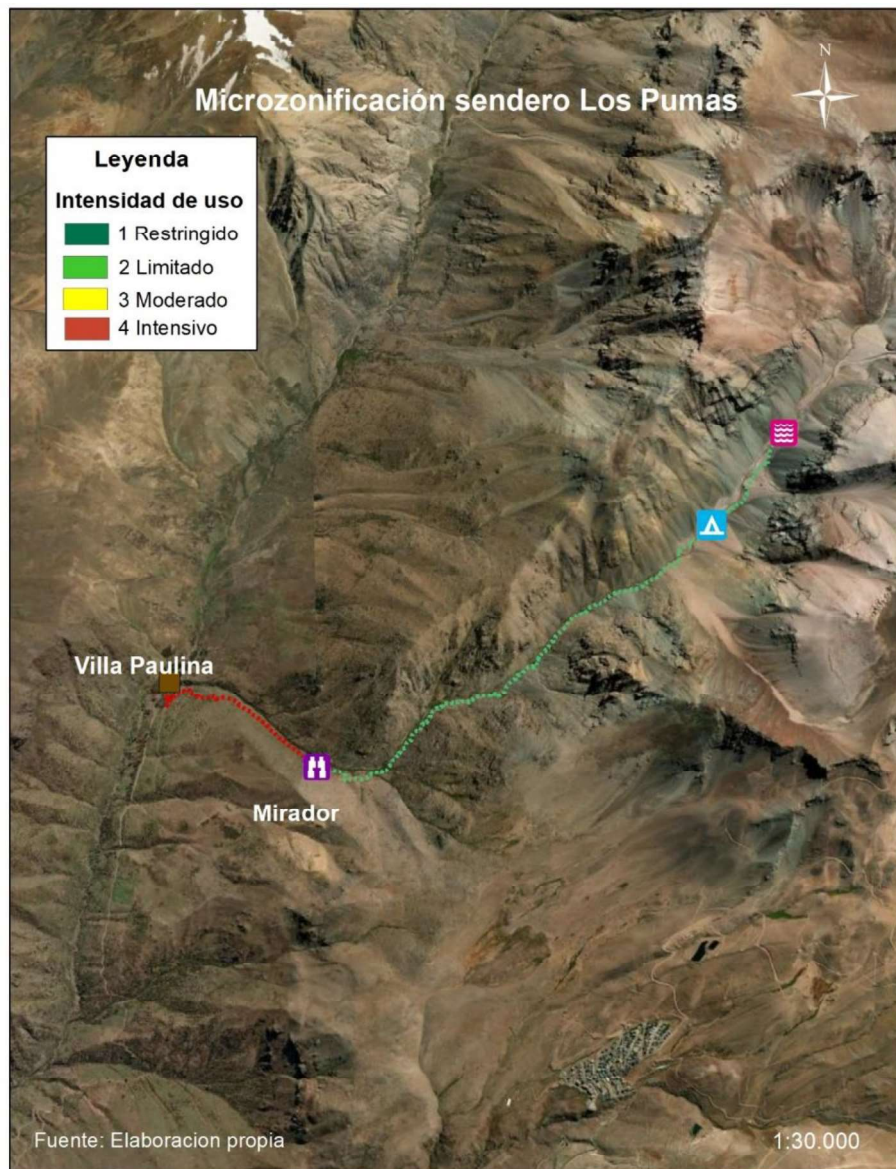 N
Microzonificación sendero Los Pumas
Leyenda
Intensidad de uso
1 Restringido
2 Limitado
3 Moderado
4 Intensivo
Villa Paulina
Mirador
Fuente: Elaboracion propia
1:30.000